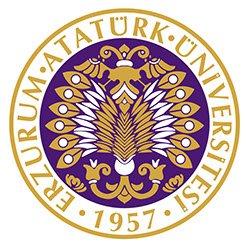 ERZURUM · ATATÜRK · ÜNİVERSİTESİ
· 1957 ·